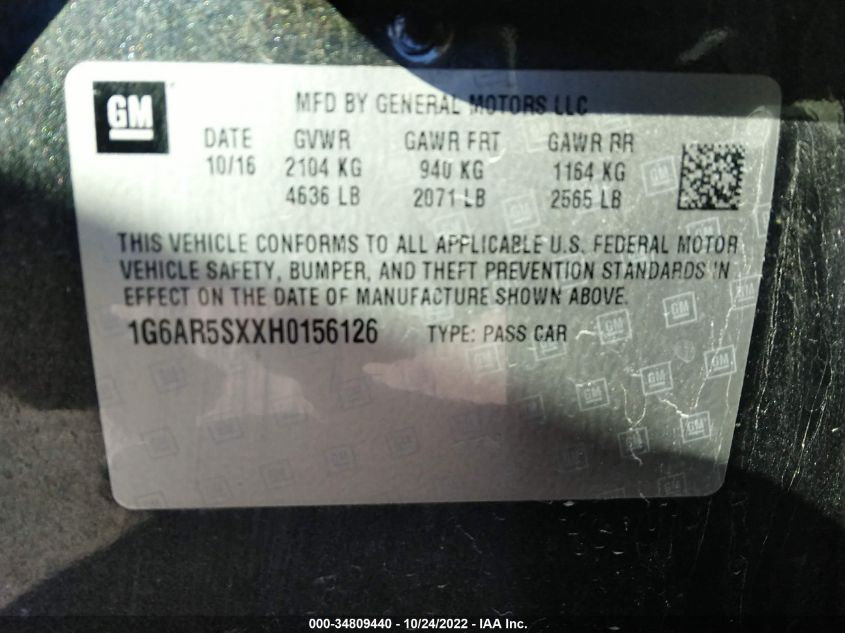 GM
MFD BY GENERAL MOTORS LLC
DATE GVWR GAWR FRT GAWR RR
10/16 2104 KG 940 KG 1164 KG
4636 LB 2071 LB 2565 LB
THIS VEHICLE CONFORMS TO ALL APPLICABLE U.S. FEDERAL MOTOR
VEHICLE SAFETY, BUMPER, AND THEFT PREVENTION STANDARDS IN
EFFECT ON THE DATE OF MANUFACTURE SHOWN ABOVE.
1G6AR5SXXH0156126 TYPE: PASS CAR
000-34809440 - 10/24/2022 - IAA Inc.